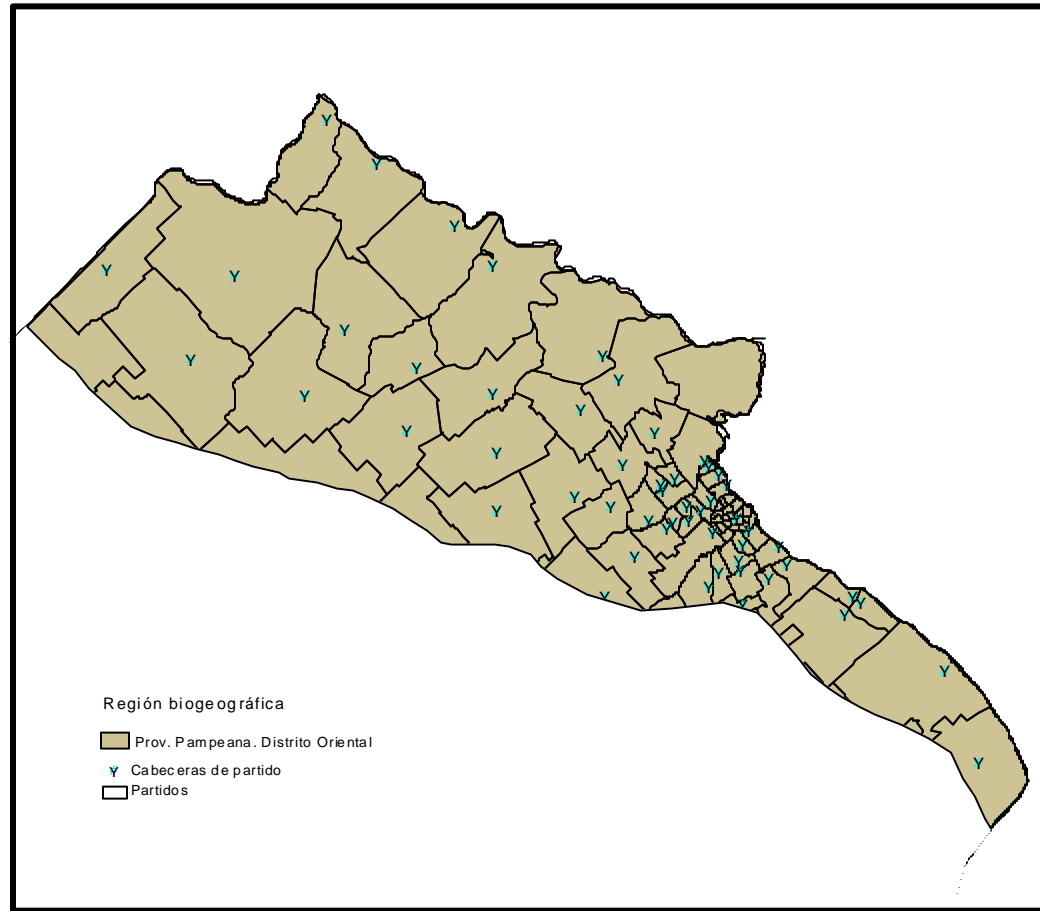 Región biogeográfica
Prov. Pampeana. Distrito Oriental
Y Cabeceras de partido
Partidos